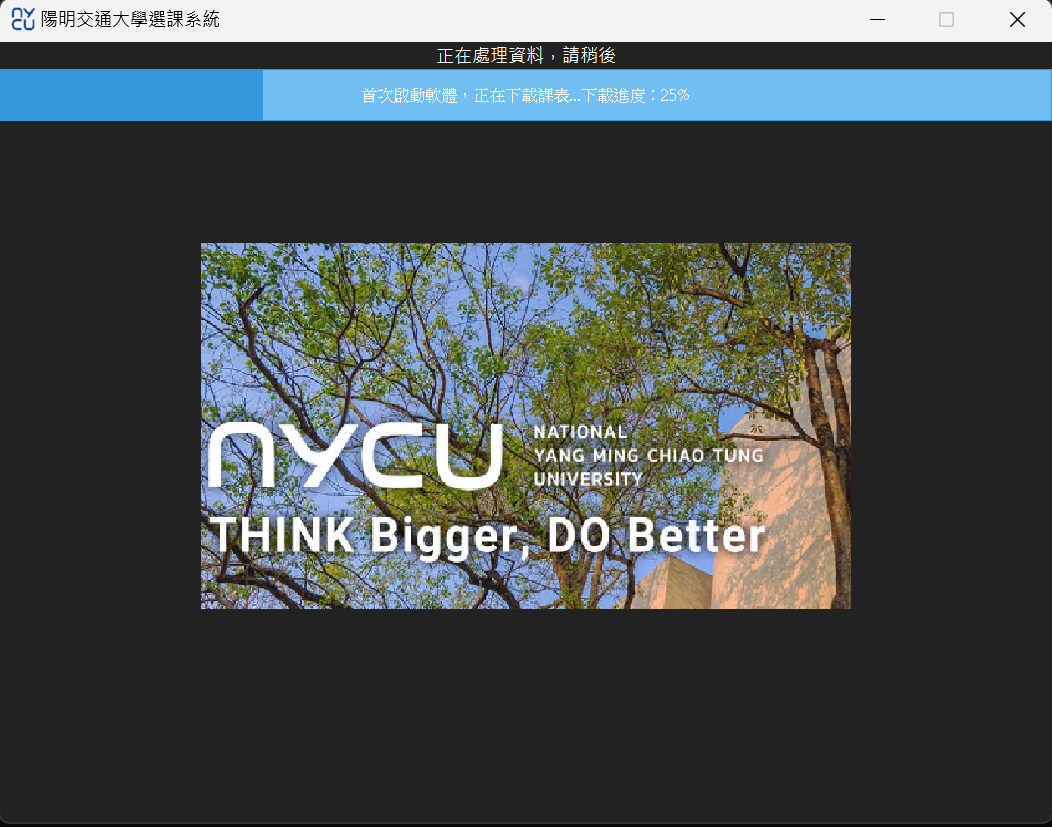 NYCU 陽明交通大學選課系統
正在處理資料，請稍後
首次啟動軟體，正在下載課表...下載進度：25%
NYCU
NATIONAL
YANG MING CHIAO TUNG
UNIVERSITY
THINK Bigger, DO Better